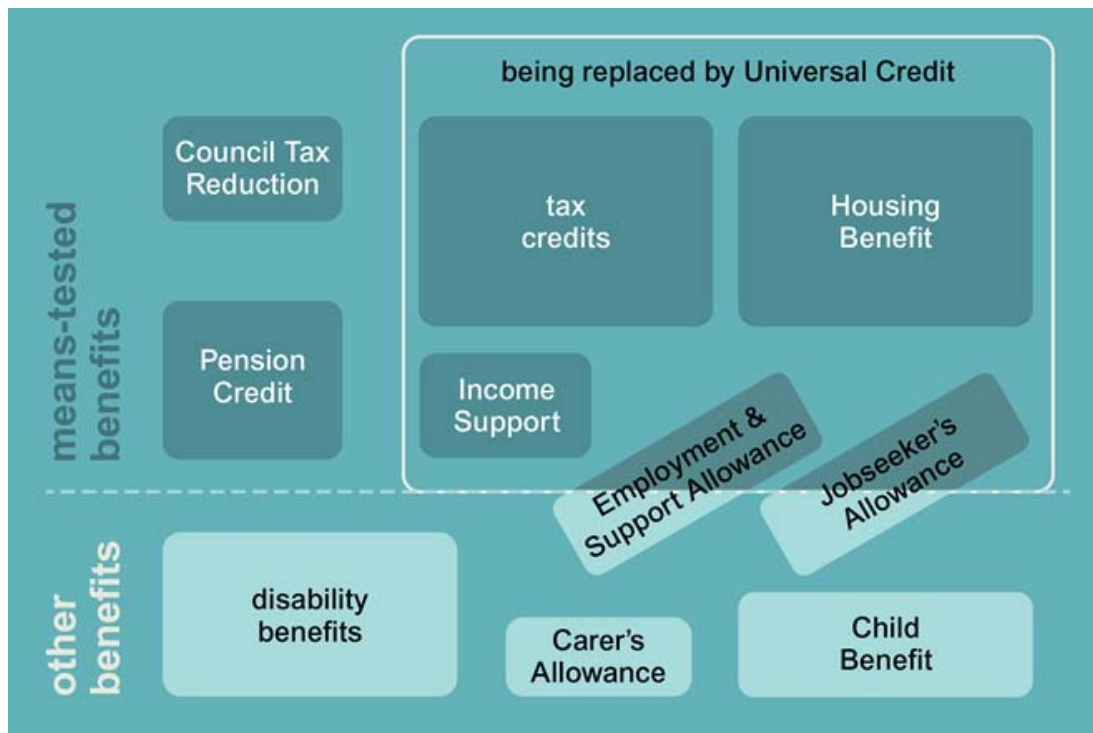 being replaced by Universal Credit
Council Tax
Reduction
tax
credits
Housing
Benefit
means-tested
benefits
Pension
Credit
Income
Support
Employment &
Support Allowance
Jobseeker's
Allowance
other
benefits
disability
benefits
Carer's
Allowance
Child
Benefit